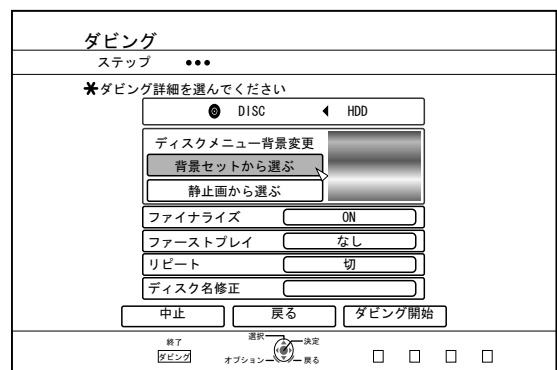 ダビング
ステップ •••
✱ダビング詳細を選んでください
DISC ◀ HDD
ディスクメニュー背景変更
背景セットから選ぶ
静止画から選ぶ
ファイナライズ ON
ファーストプレイ なし
リピート 切
ディスク名修正
中止 戻る ダビング開始
終了 選択 決定
ダビング オプション 戻る